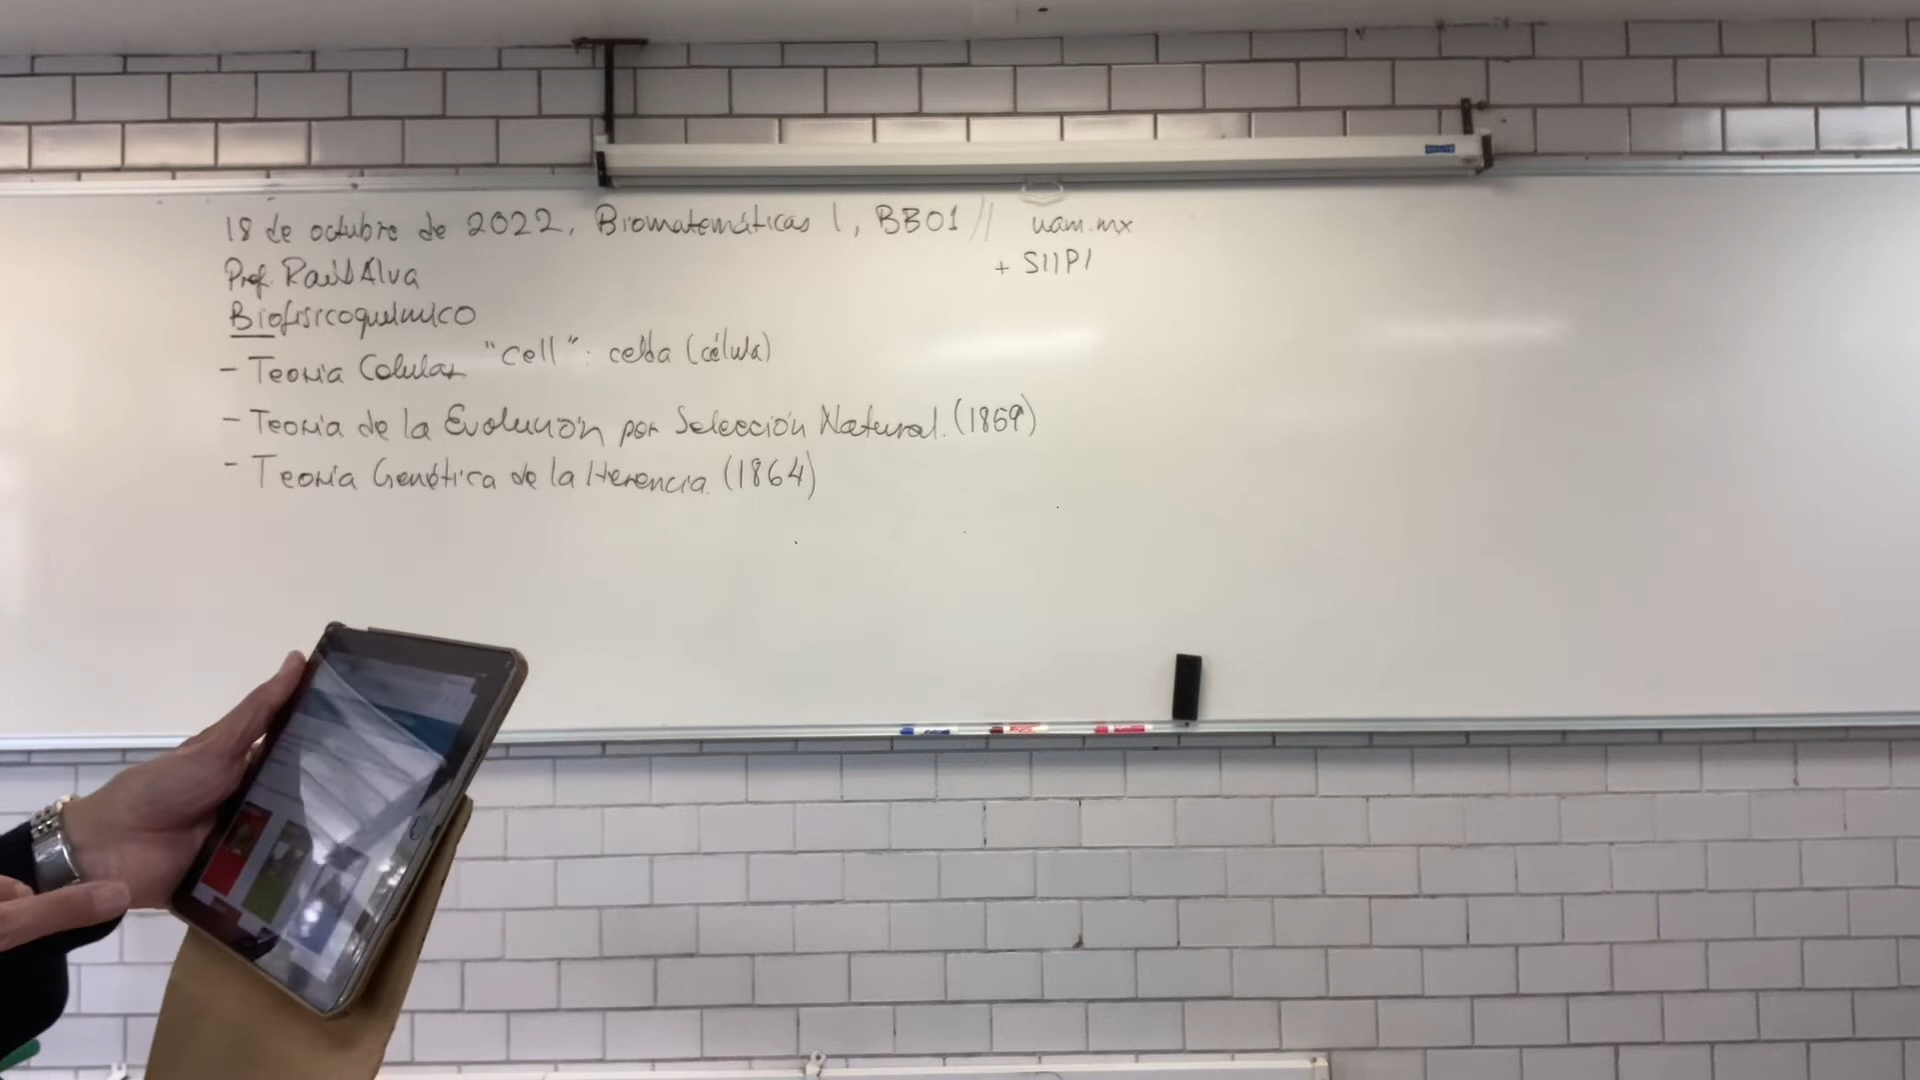 18 de octubre de 2022, Biomatemáticas I, BB01 // uam.mx
+ SIIPI
Prof. Raúl Alva
Biofisicoquímico
- Teoría Celular "cell": celda (célula)
- Teoría de la Evolución por Selección Natural. (1859)
- Teoría Genética de la Herencia. (1864)